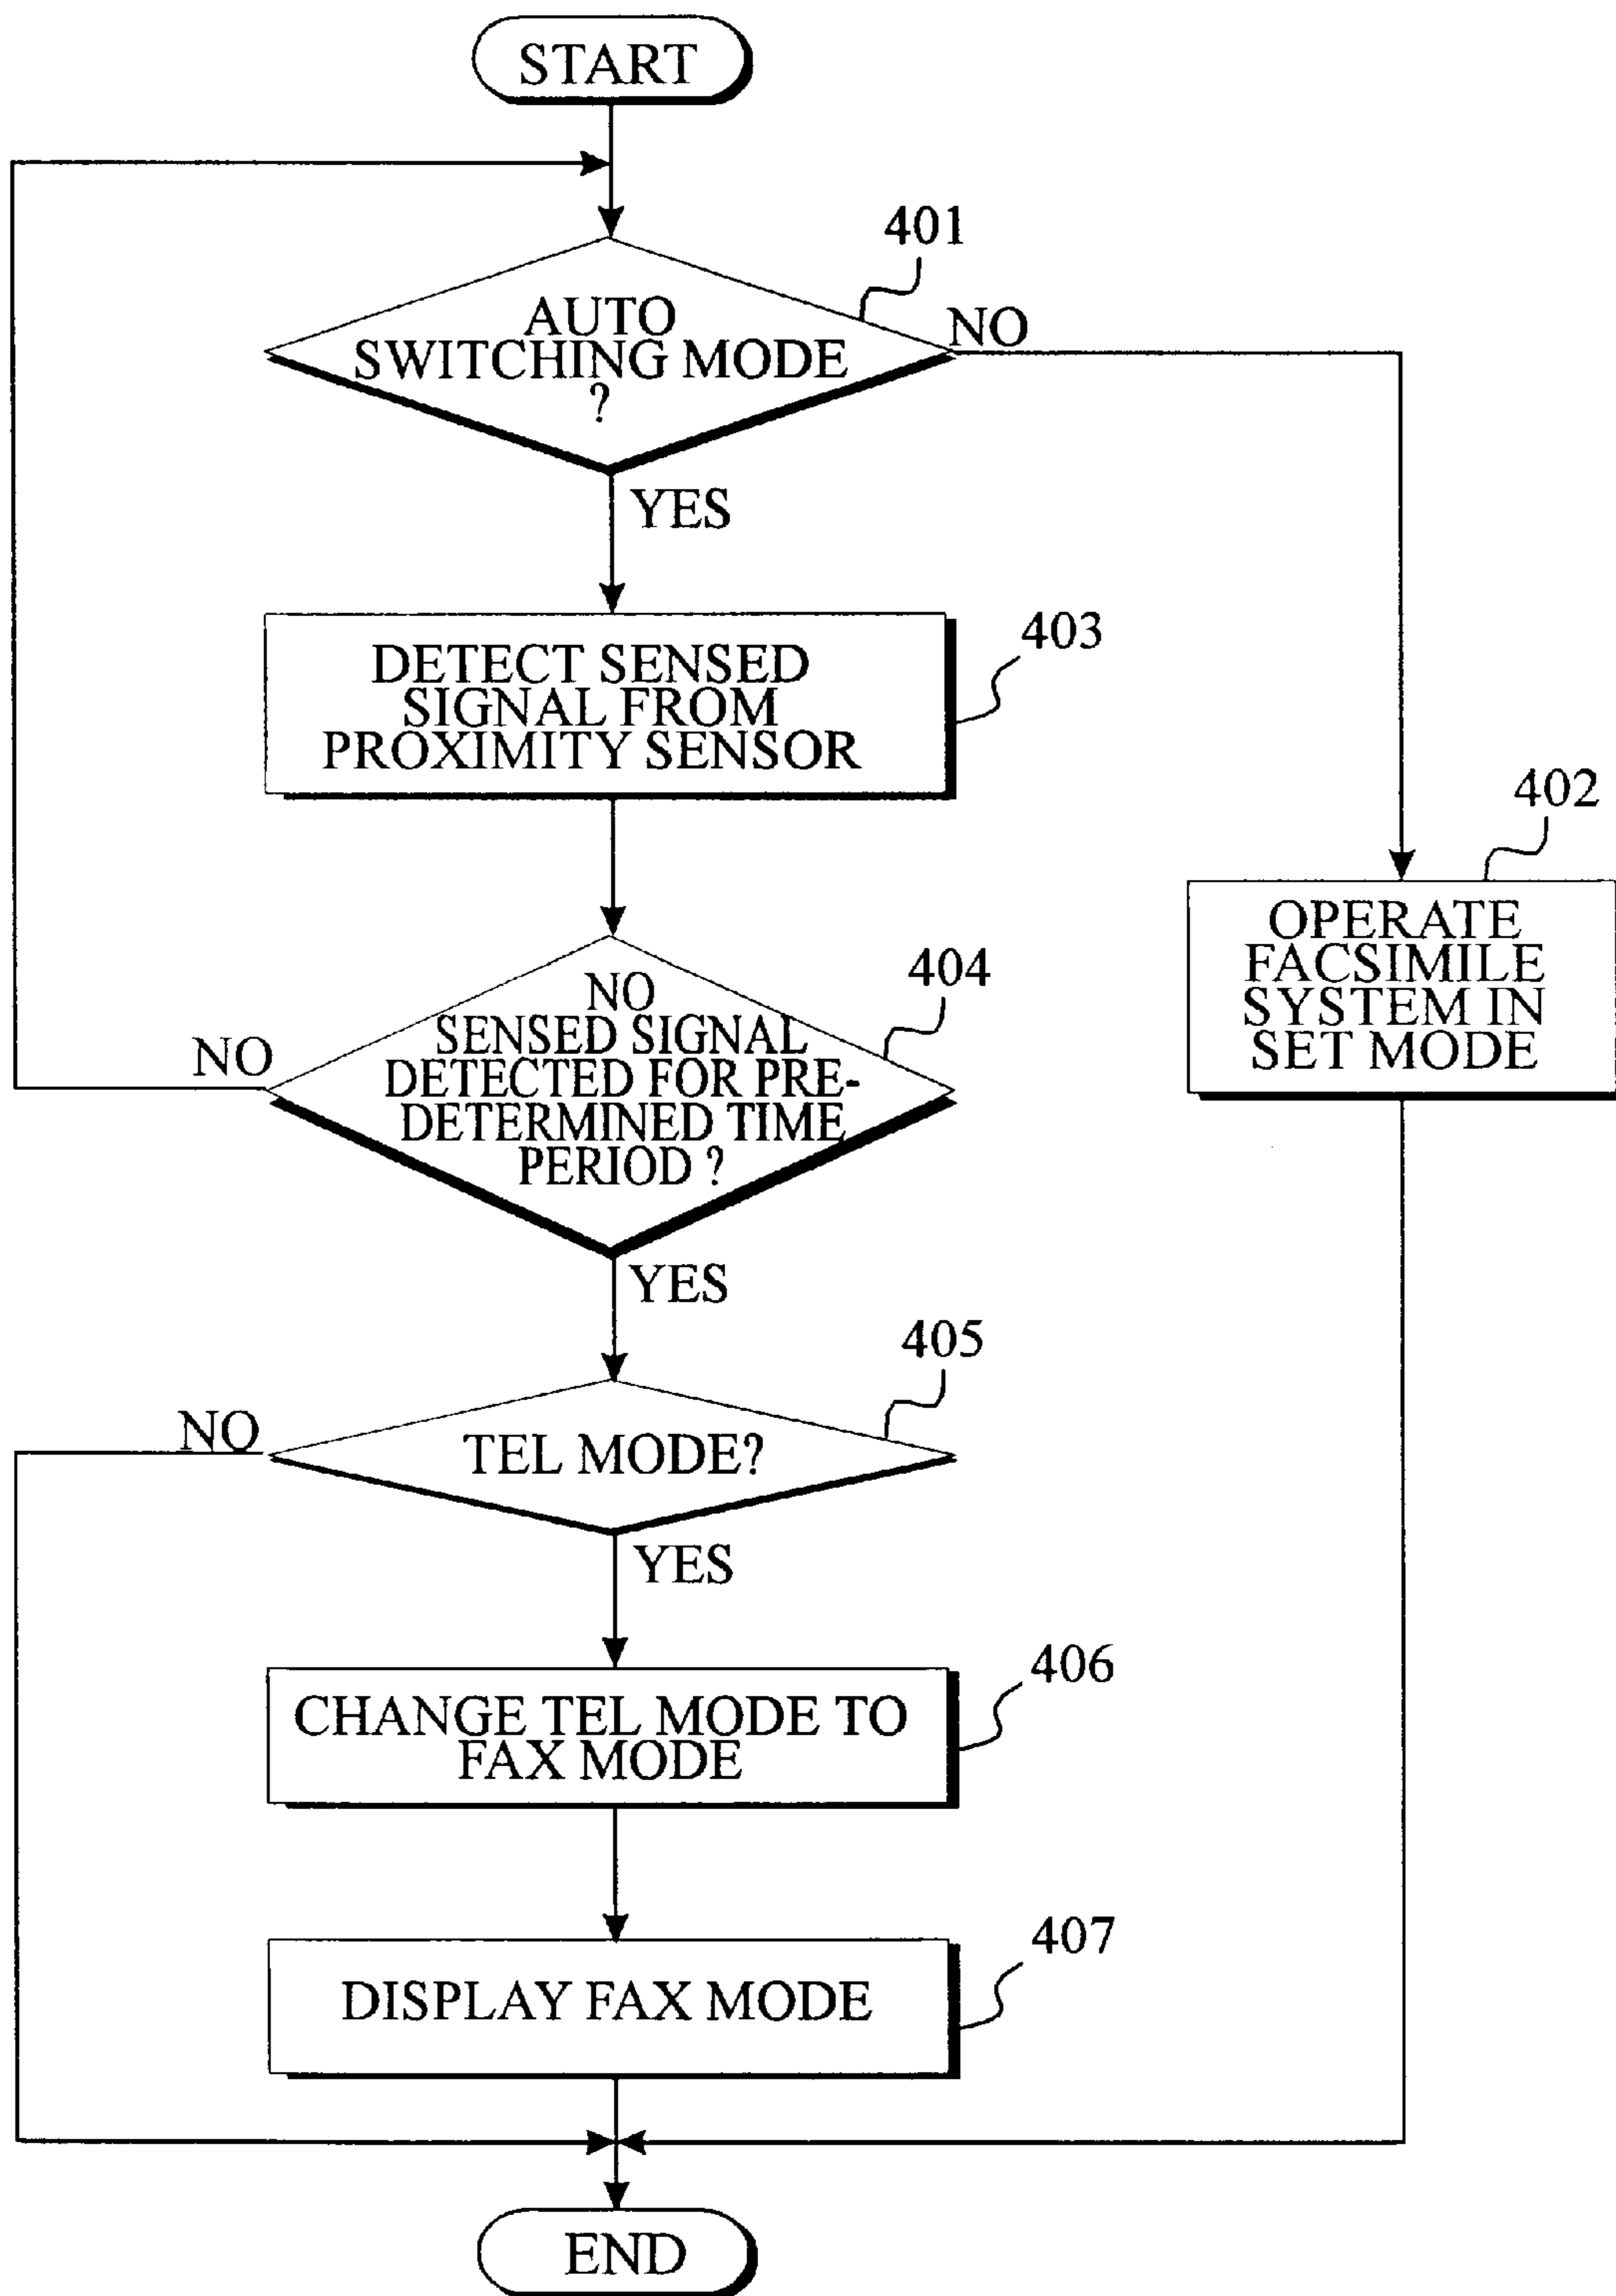 START
401
AUTO
SWITCHING MODE
?
NO
YES
DETECT SENSED
SIGNAL FROM
PROXIMITY SENSOR
403
402
OPERATE
FACSIMILE
SYSTEM IN
SET MODE
404
NO
SENSED SIGNAL
DETECTED FOR PRE-
DETERMINED TIME
PERIOD ?
NO
YES
405
NO
TEL MODE?
YES
406
CHANGE TEL MODE TO
FAX MODE
407
DISPLAY FAX MODE
END